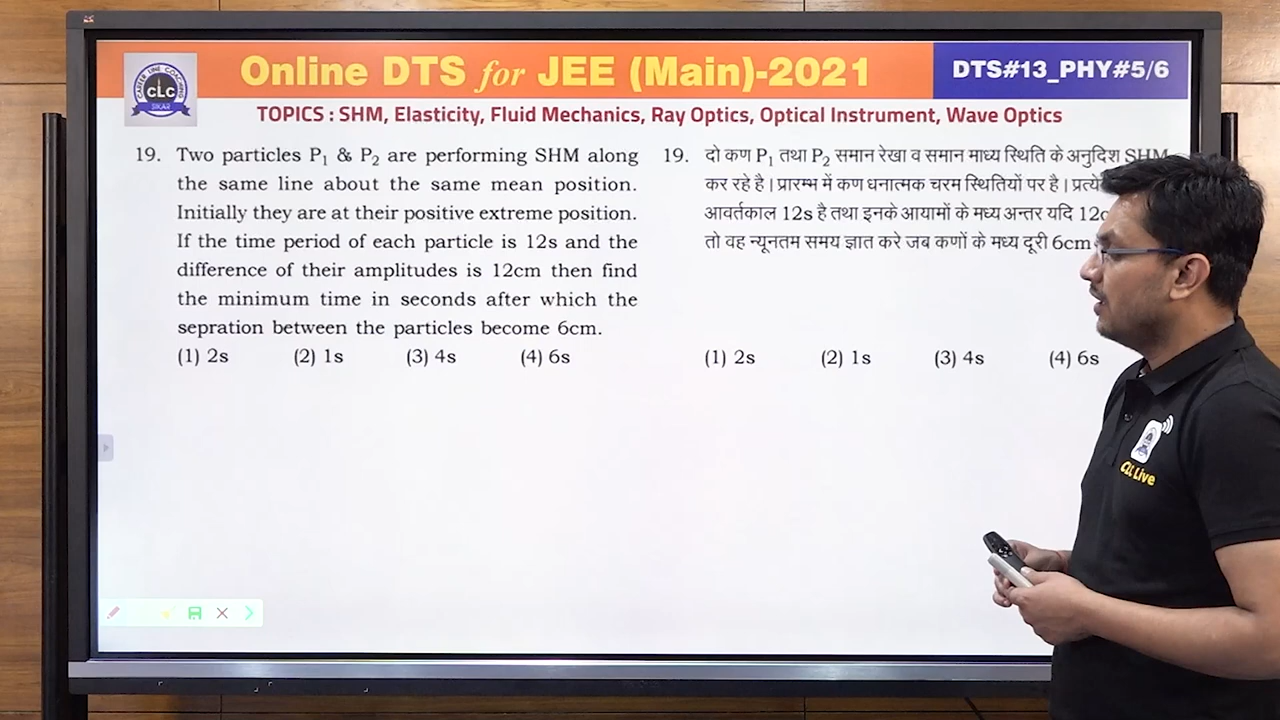 Online DTS for JEE (Main)-2021
DTS#13_PHY#5/6
CAREER LINE COACHING
CLC
SIKAR
TOPICS : SHM, Elasticity, Fluid Mechanics, Ray Optics, Optical Instrument, Wave Optics
19. Two particles P₁ & P₂ are performing SHM along
the same line about the same mean position.
Initially they are at their positive extreme position.
If the time period of each particle is 12s and the
difference of their amplitudes is 12cm then find
the minimum time in seconds after which the
sepration between the particles become 6cm.
(1) 2s (2) 1s (3) 4s (4) 6s
19. दो कण P₁ तथा P₂ समान रेखा व समान माध्य स्थिति के अनुदिश SHM
कर रहे है। प्रारम्भ में कण धनात्मक चरम स्थितियों पर है।
आवर्तकाल 12s है तथा इनके आयामों के मध्य अन्तर यदि
तो वह न्यूनतम समय ज्ञात करे जब कणों के मध्य दूरी 6cm
(1) 2s (2) 1s (3) 4s (4) 6s
CLC Live